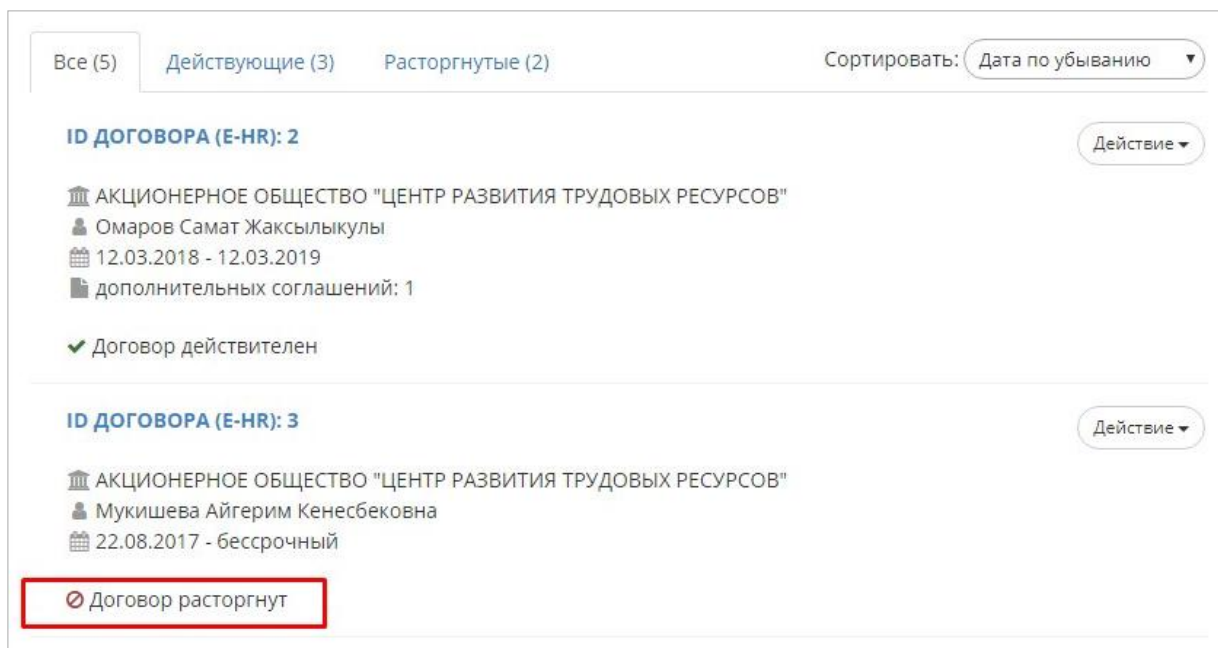 Все (5) Действующие (3) Расторгнутые (2) Сортировать: Дата по убыванию
ID ДОГОВОРА (E-HR): 2 Действие
АКЦИОНЕРНОЕ ОБЩЕСТВО "ЦЕНТР РАЗВИТИЯ ТРУДОВЫХ РЕСУРСОВ"
Омаров Самат Жаксылыкулы
12.03.2018 - 12.03.2019
дополнительных соглашений: 1
Договор действителен
ID ДОГОВОРА (E-HR): 3 Действие
АКЦИОНЕРНОЕ ОБЩЕСТВО "ЦЕНТР РАЗВИТИЯ ТРУДОВЫХ РЕСУРСОВ"
Мукишева Айгерим Кенесбековна
22.08.2017 - бессрочный
Договор расторгнут